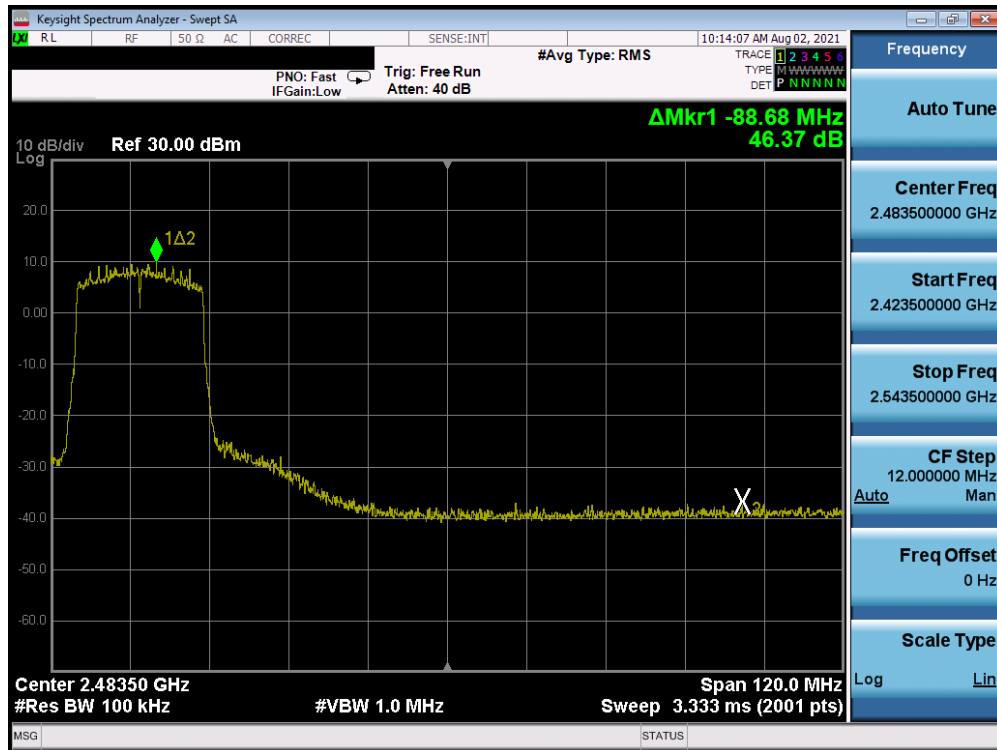 Keysight Spectrum Analyzer - Swept SA
LXI RL RF 50 Ω AC CORREC SENSE:INT 10:14:07 AM Aug 02, 2021
#Avg Type: RMS
TRACE 1 2 3 4 5 6
TYPE M WWWWWW
DET P N N N N N
PNO: Fast
IFGain:Low
Trig: Free Run
Atten: 40 dB
ΔMkr1 -88.68 MHz
46.37 dB
10 dB/div Ref 30.00 dBm
Log
20.0
10.0
0.00
-10.0
-20.0
-30.0
-40.0
-50.0
-60.0
1Δ2
X2
Center 2.48350 GHz Span 120.0 MHz
#Res BW 100 kHz #VBW 1.0 MHz Sweep 3.333 ms (2001 pts)
MSG STATUS
Frequency
Auto Tune
Center Freq
2.483500000 GHz
Start Freq
2.423500000 GHz
Stop Freq
2.543500000 GHz
CF Step
12.000000 MHz
Auto Man
Freq Offset
0 Hz
Scale Type
Log Lin